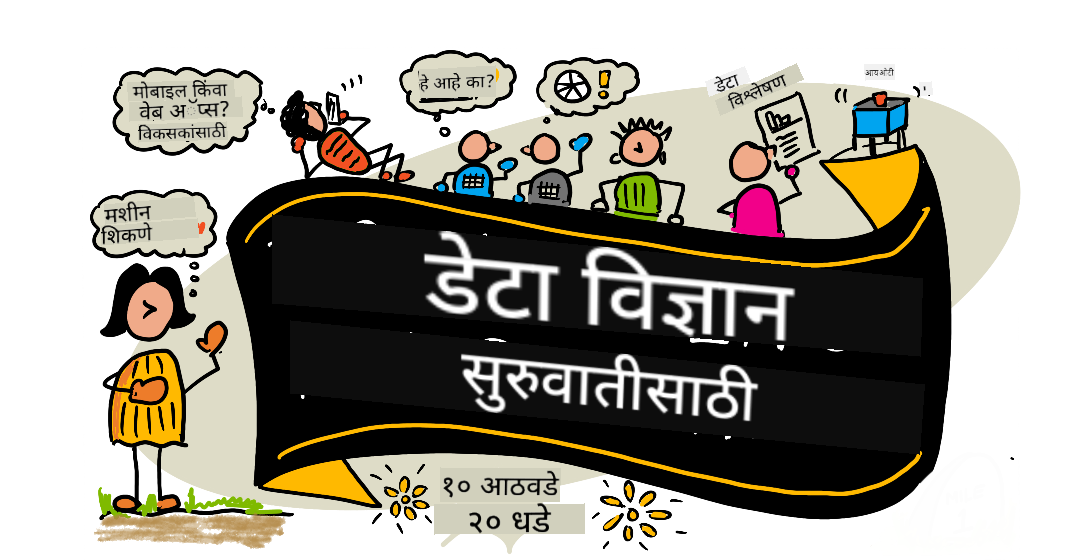 मोबाइल किंवा
वेब अॅप्स?
विकसकांसाठी
हे आहे का?
!
डेटा
विश्लेषण
आयओटी
मशीन
शिकणे
डेटा विज्ञान
सुरुवातीसाठी
१० आठवडे
२० धडे